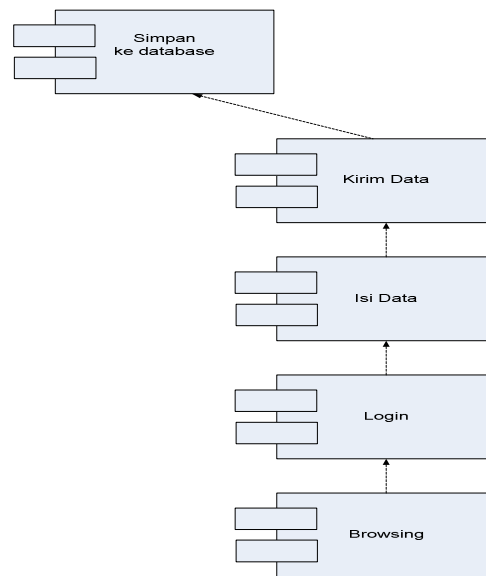 Simpan
ke database
Kirim Data
Isi Data
Login
Browsing